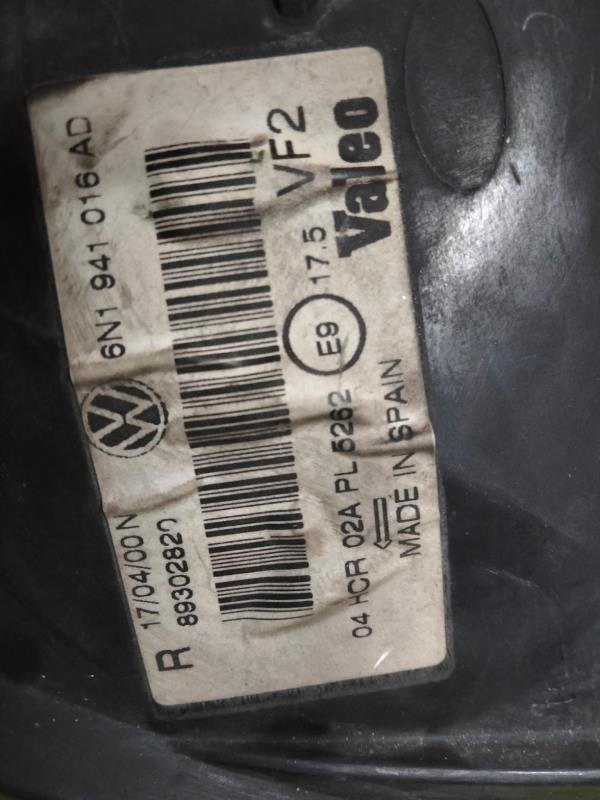 6N1 941 016 AD
VF2
R 17/04/00 N
89302820
E9 17.5
04 HCR 02A PL 5262
MADE IN SPAIN
Valeo